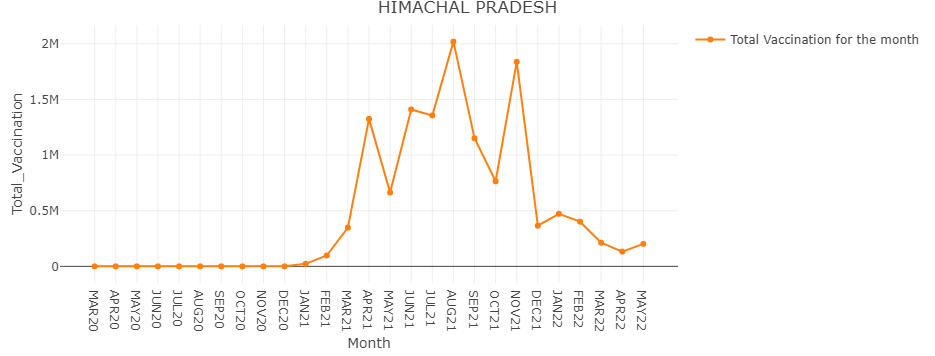 HIMACHAL PRADESH
Total Vaccination for the month
Total_Vaccination
2M
1.5M
1M
0.5M
0
MAR20
APR20
MAY20
JUN20
JUL20
AUG20
SEP20
OCT20
NOV20
DEC20
JAN21
FEB21
MAR21
APR21
MAY21
JUN21
JUL21
AUG21
SEP21
OCT21
NOV21
DEC21
JAN22
FEB22
MAR22
APR22
MAY22
Month